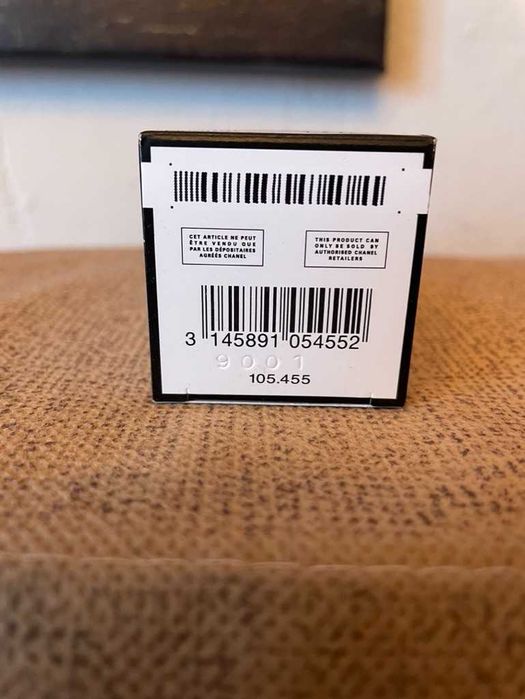 CET ARTICLE NE PEUT
ÊTRE VENDU QUE
PAR LES DÉPOSITAIRES
AGRÉÉS CHANEL
THIS PRODUCT CAN
ONLY BE SOLD BY
AUTHORISED CHANEL
RETAILERS
3 145891 054552
9001
105.455